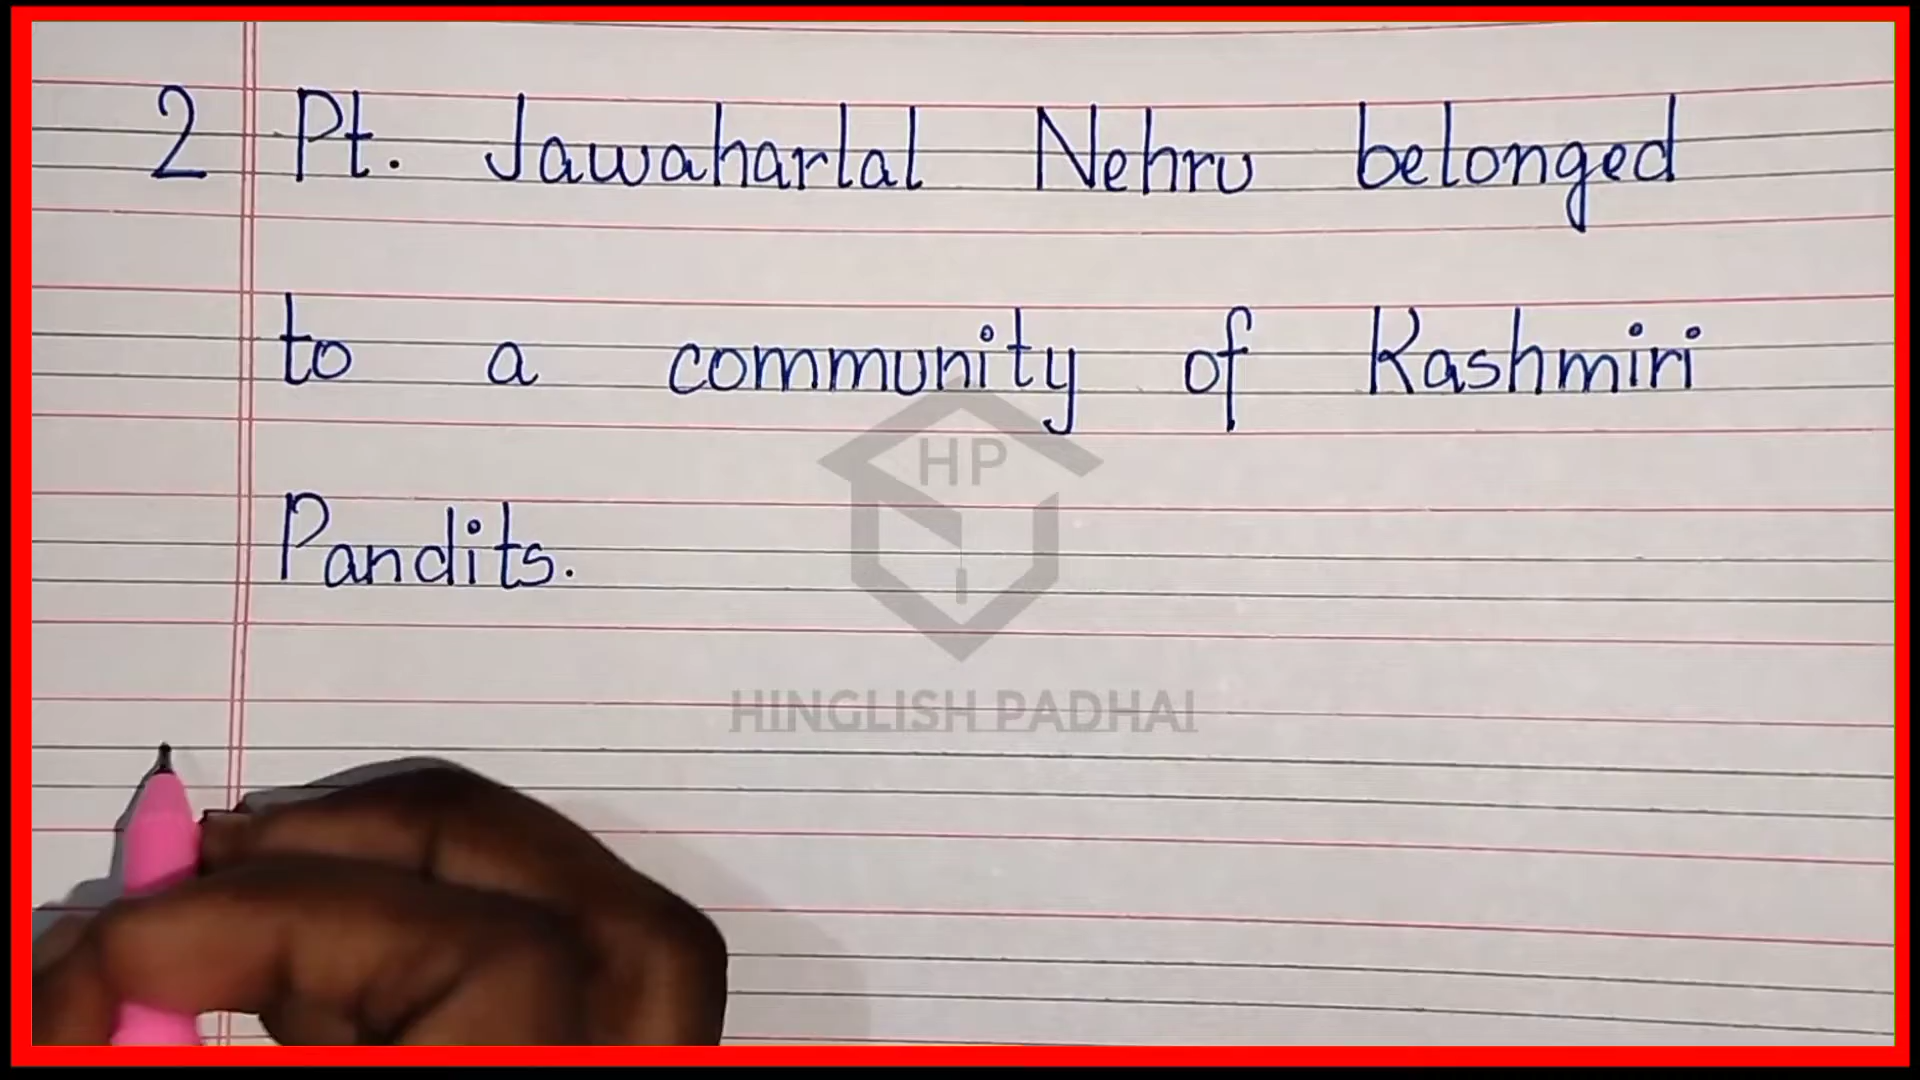 2 Pt. Jawaharlal Nehru belonged
to a community of Kashmiri
HP
Pandits.
I
HINGLISH PADHAI